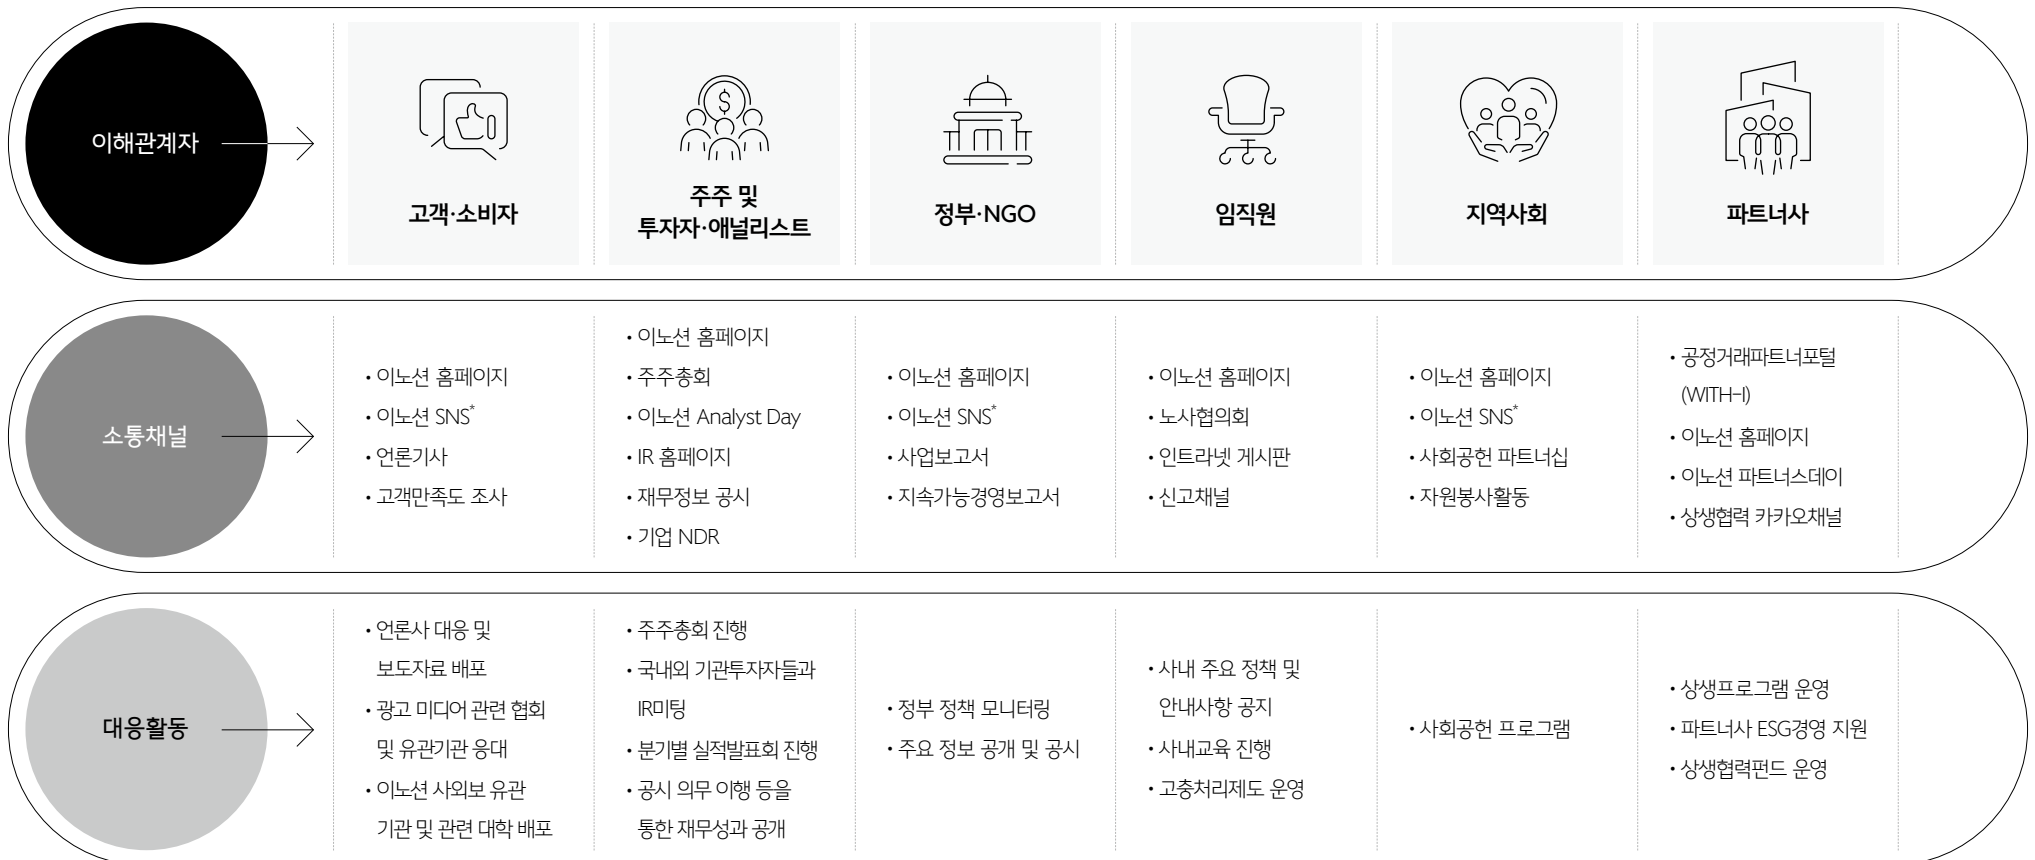 이해관계자
고객·소비자
주주 및
투자자·애널리스트
정부·NGO
임직원
지역사회
파트너사
소통채널
• 이노션 홈페이지
• 이노션 SNS*
• 언론기사
• 고객만족도 조사
• 이노션 홈페이지
• 주주총회
• 이노션 Analyst Day
• IR 홈페이지
• 재무정보 공시
• 기업 NDR
• 이노션 홈페이지
• 이노션 SNS*
• 사업보고서
• 지속가능경영보고서
• 이노션 홈페이지
• 노사협의회
• 인트라넷 게시판
• 신고채널
• 이노션 홈페이지
• 이노션 SNS*
• 사회공헌 파트너십
• 자원봉사활동
• 공정거래파트너포털
(WITH-I)
• 이노션 홈페이지
• 이노션 파트너스데이
• 상생협력 카카오채널
대응활동
• 언론사 대응 및
보도자료 배포
• 광고 미디어 관련 협회
및 유관기관 응대
• 이노션 사외보 유관
기관 및 관련 대학 배포
• 주주총회 진행
• 국내외 기관투자자들과
IR미팅
• 분기별 실적발표회 진행
• 공시 의무 이행 등을
통한 재무성과 공개
• 정부 정책 모니터링
• 주요 정보 공개 및 공시
• 사내 주요 정책 및
안내사항 공지
• 사내교육 진행
• 고충처리제도 운영
• 사회공헌 프로그램
• 상생프로그램 운영
• 파트너사 ESG경영 지원
• 상생협력펀드 운영
$